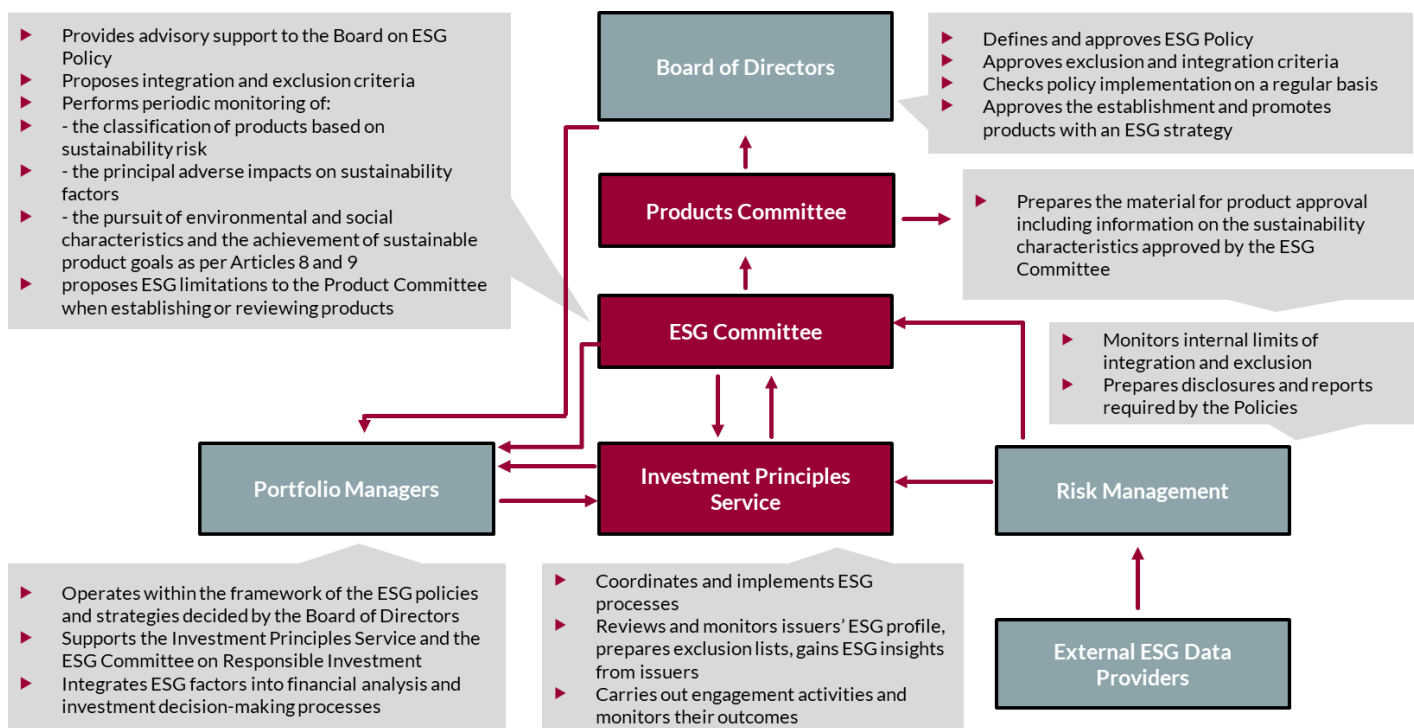 Provides advisory support to the Board on ESG
Policy
Proposes integration and exclusion criteria
Performs periodic monitoring of:
- the classification of products based on
sustainability risk
- the principal adverse impacts on sustainability
factors
- the pursuit of environmental and social
characteristics and the achievement of sustainable
product goals as per Articles 8 and 9
proposes ESG limitations to the Product Committee
when establishing or reviewing products
Board of Directors
Defines and approves ESG Policy
Approves exclusion and integration criteria
Checks policy implementation on a regular basis
Approves the establishment and promotes
products with an ESG strategy
Products Committee
Prepares the material for product approval
including information on the sustainability
characteristics approved by the ESG
Committee
ESG Committee
Monitors internal limits of
integration and exclusion
Prepares disclosures and reports
required by the Policies
Portfolio Managers
Investment Principles
Service
Risk Management
Operates within the framework of the ESG policies
and strategies decided by the Board of Directors
Supports the Investment Principles Service and the
ESG Committee on Responsible Investment
Integrates ESG factors into financial analysis and
investment decision-making processes
Coordinates and implements ESG
processes
Reviews and monitors issuers’ ESG profile,
prepares exclusion lists, gains ESG insights
from issuers
Carries out engagement activities and
monitors their outcomes
External ESG Data
Providers